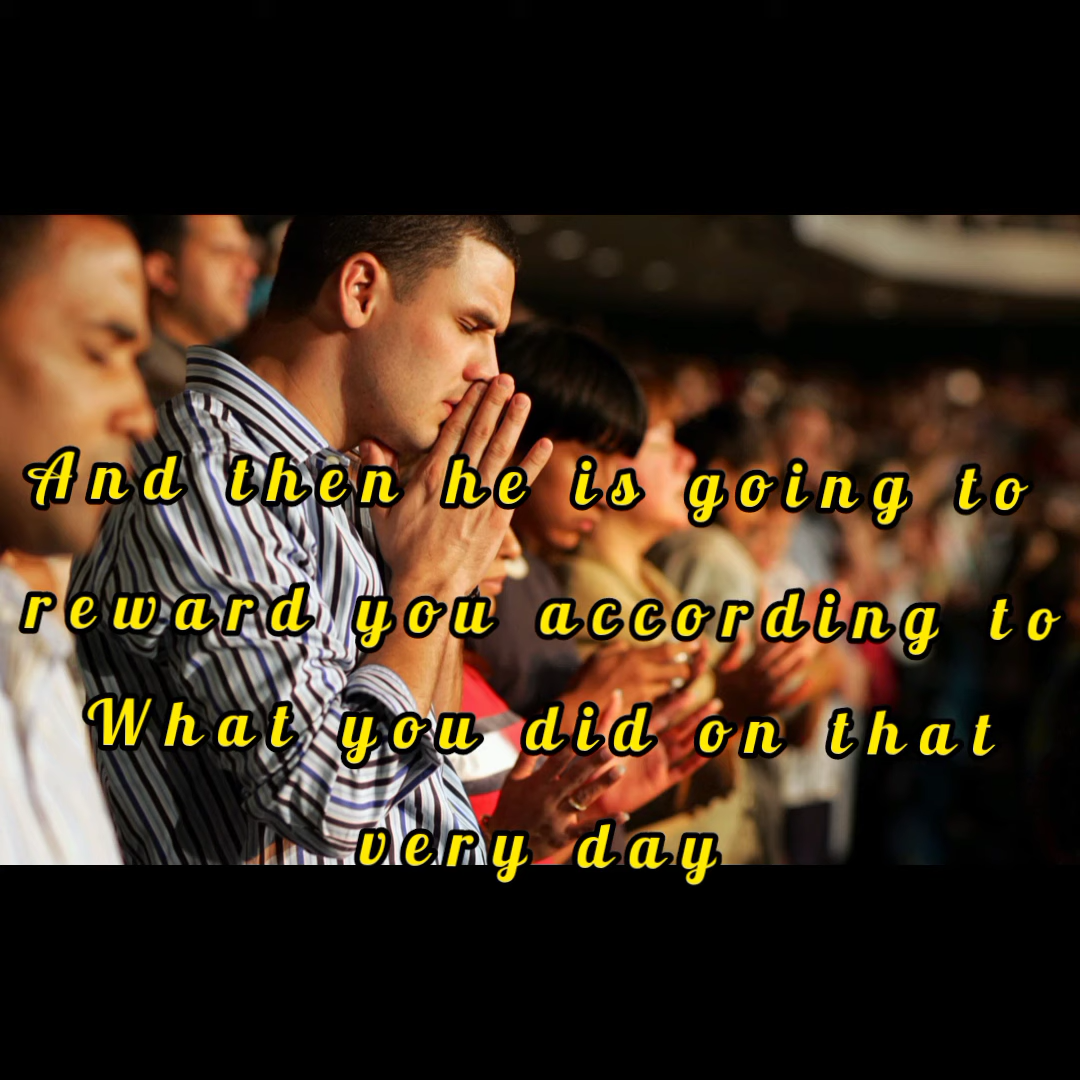 And then he is going to
reward you according to
What you did on that
very day